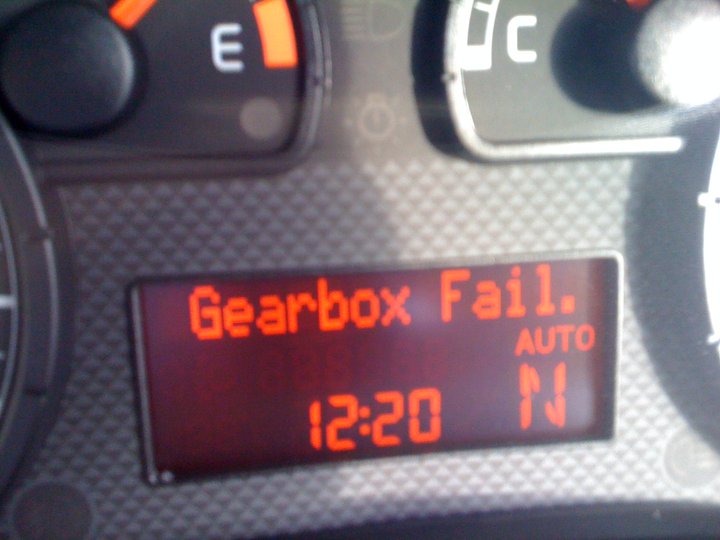 E
C
Gearbox Fail.
AUTO
12:20 N